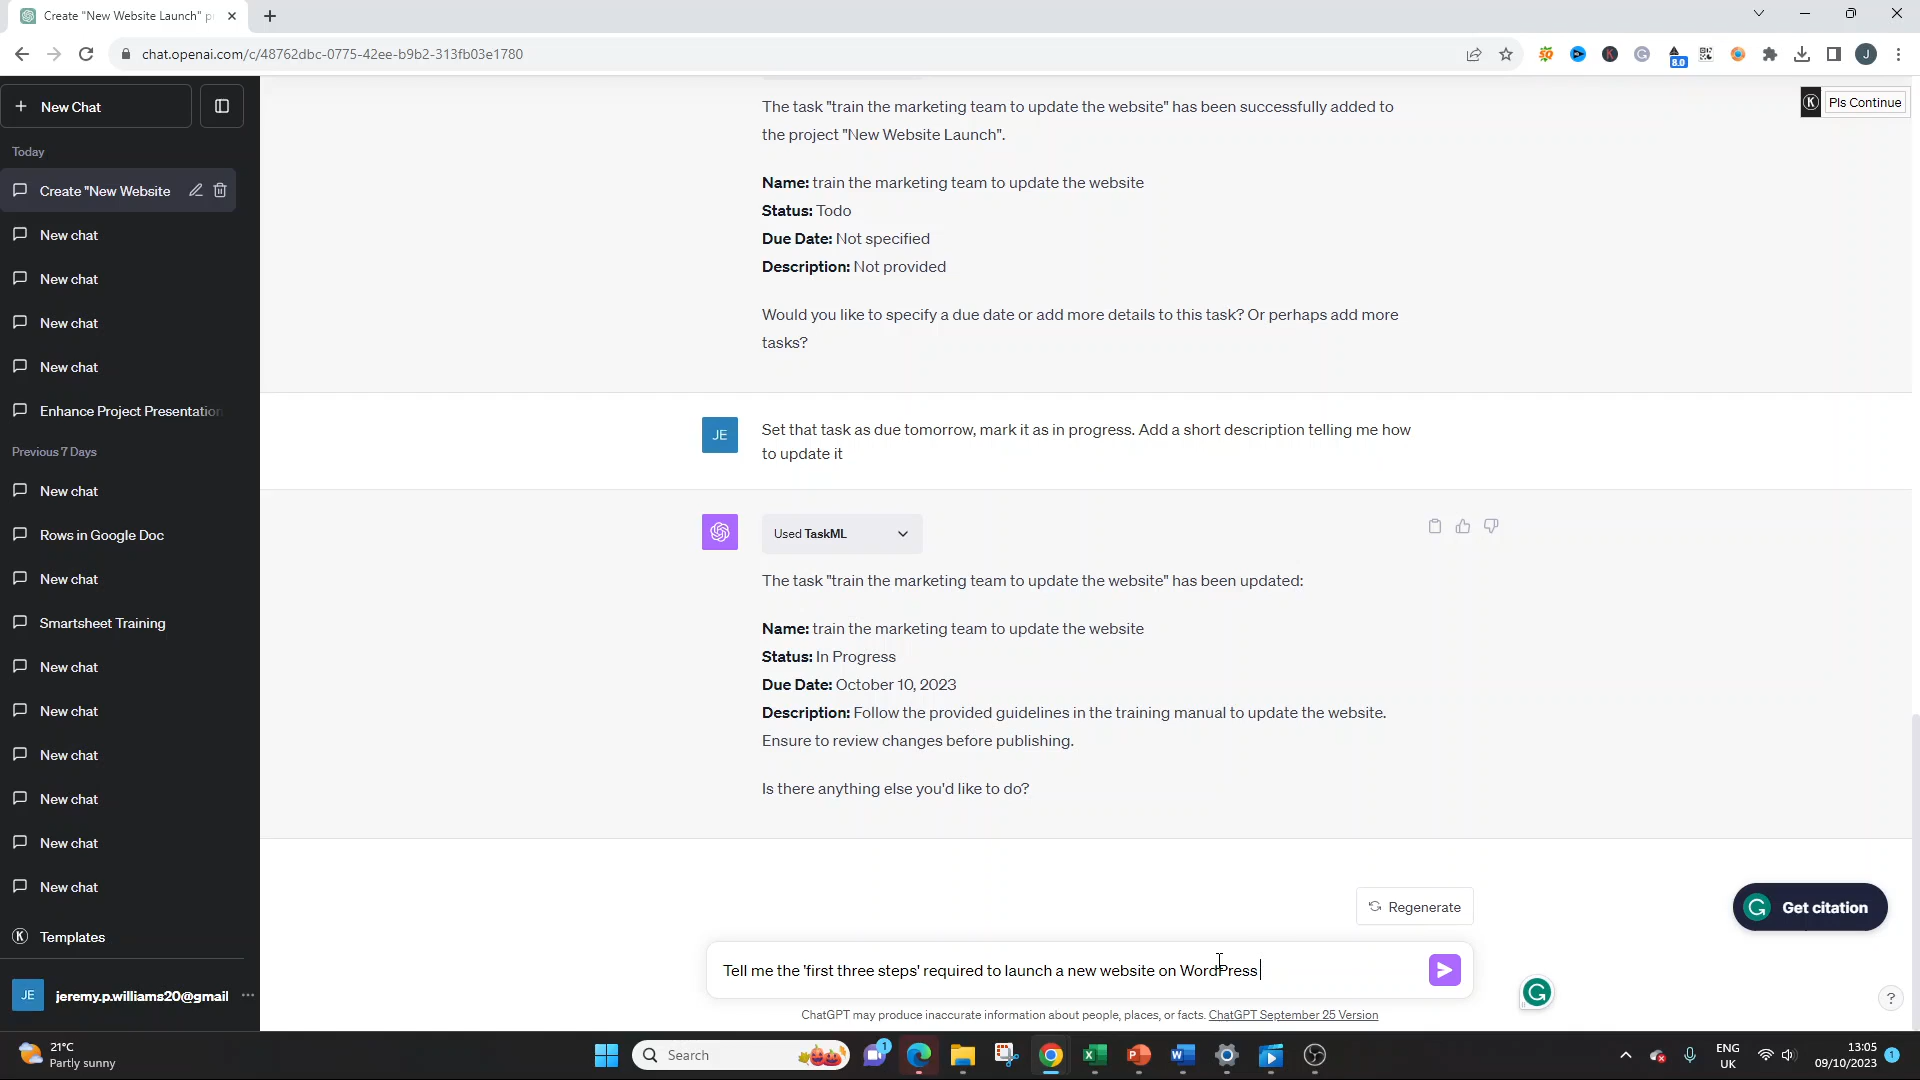 Create "New Website Launch" p
chat.openai.com/c/48762dbc-0775-42ee-b9b2-313fb03e1780
8.0
J
New Chat
Pls Continue
Today
Create "New Website
New chat
New chat
New chat
New chat
Enhance Project Presentation
Previous 7 Days
New chat
Rows in Google Doc
New chat
Smartsheet Training
New chat
New chat
New chat
New chat
New chat
New chat
Templates
JE
jeremy.p.williams20@gmail
The task "train the marketing team to update the website" has been successfully added to
the project "New Website Launch".
Name: train the marketing team to update the website
Status: Todo
Due Date: Not specified
Description: Not provided
Would you like to specify a due date or add more details to this task? Or perhaps add more
tasks?
JE
Set that task as due tomorrow, mark it as in progress. Add a short description telling me how
to update it
Used TaskML
The task "train the marketing team to update the website" has been updated:
Name: train the marketing team to update the website
Status: In Progress
Due Date: October 10, 2023
Description: Follow the provided guidelines in the training manual to update the website.
Ensure to review changes before publishing.
Is there anything else you'd like to do?
Regenerate
Get citation
Tell me the 'first three steps' required to launch a new website on WordPress
ChatGPT may produce inaccurate information about people, places, or facts. ChatGPT September 25 Version
?
21°C
Partly sunny
Search
1
ENG
UK
13:05
09/10/2023
1